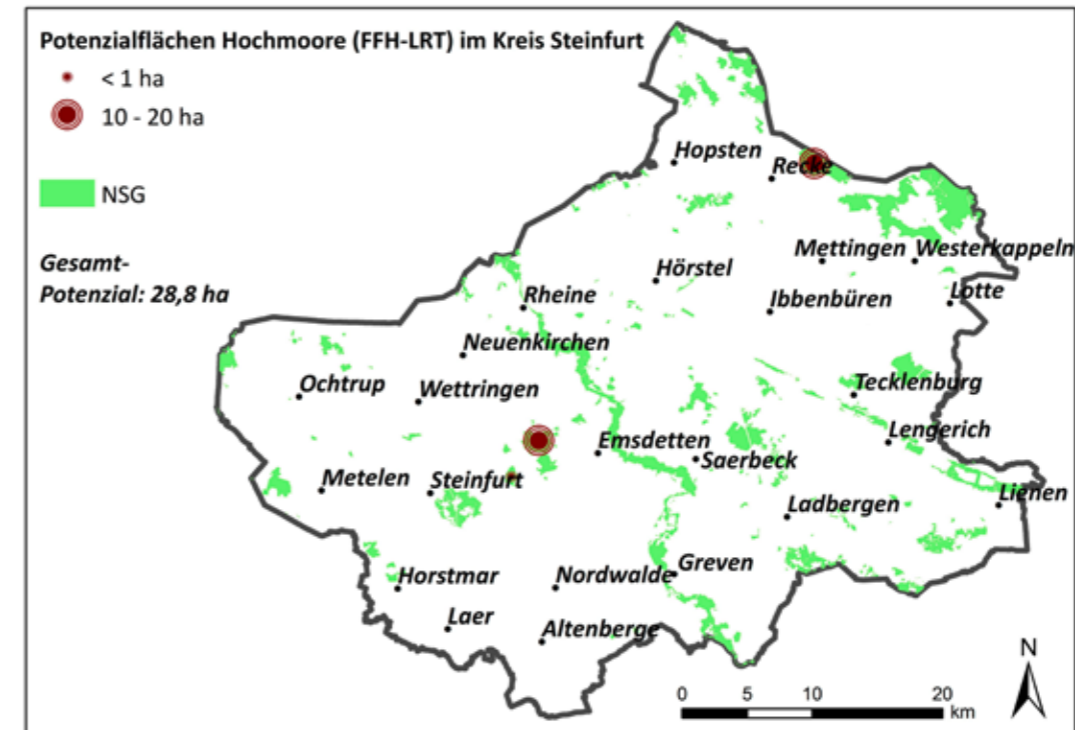 Potenzialflächen Hochmoore (FFH-LRT) im Kreis Steinfurt
< 1 ha
10 - 20 ha
NSG
Gesamt-
Potenzial: 28,8 ha
Hopsten
Recke
Mettingen
Westerkappeln
Hörstel
Rheine
Ibbenbüren
Lotte
Neuenkirchen
Ochtrup
Wettringen
Tecklenburg
Emsdetten
Lengerich
Saerbeck
Metelen
Steinfurt
Ladbergen
Lienen
Horstmar
Nordwalde
Greven
Laer
Altenberge
N
0 5 10 20
km